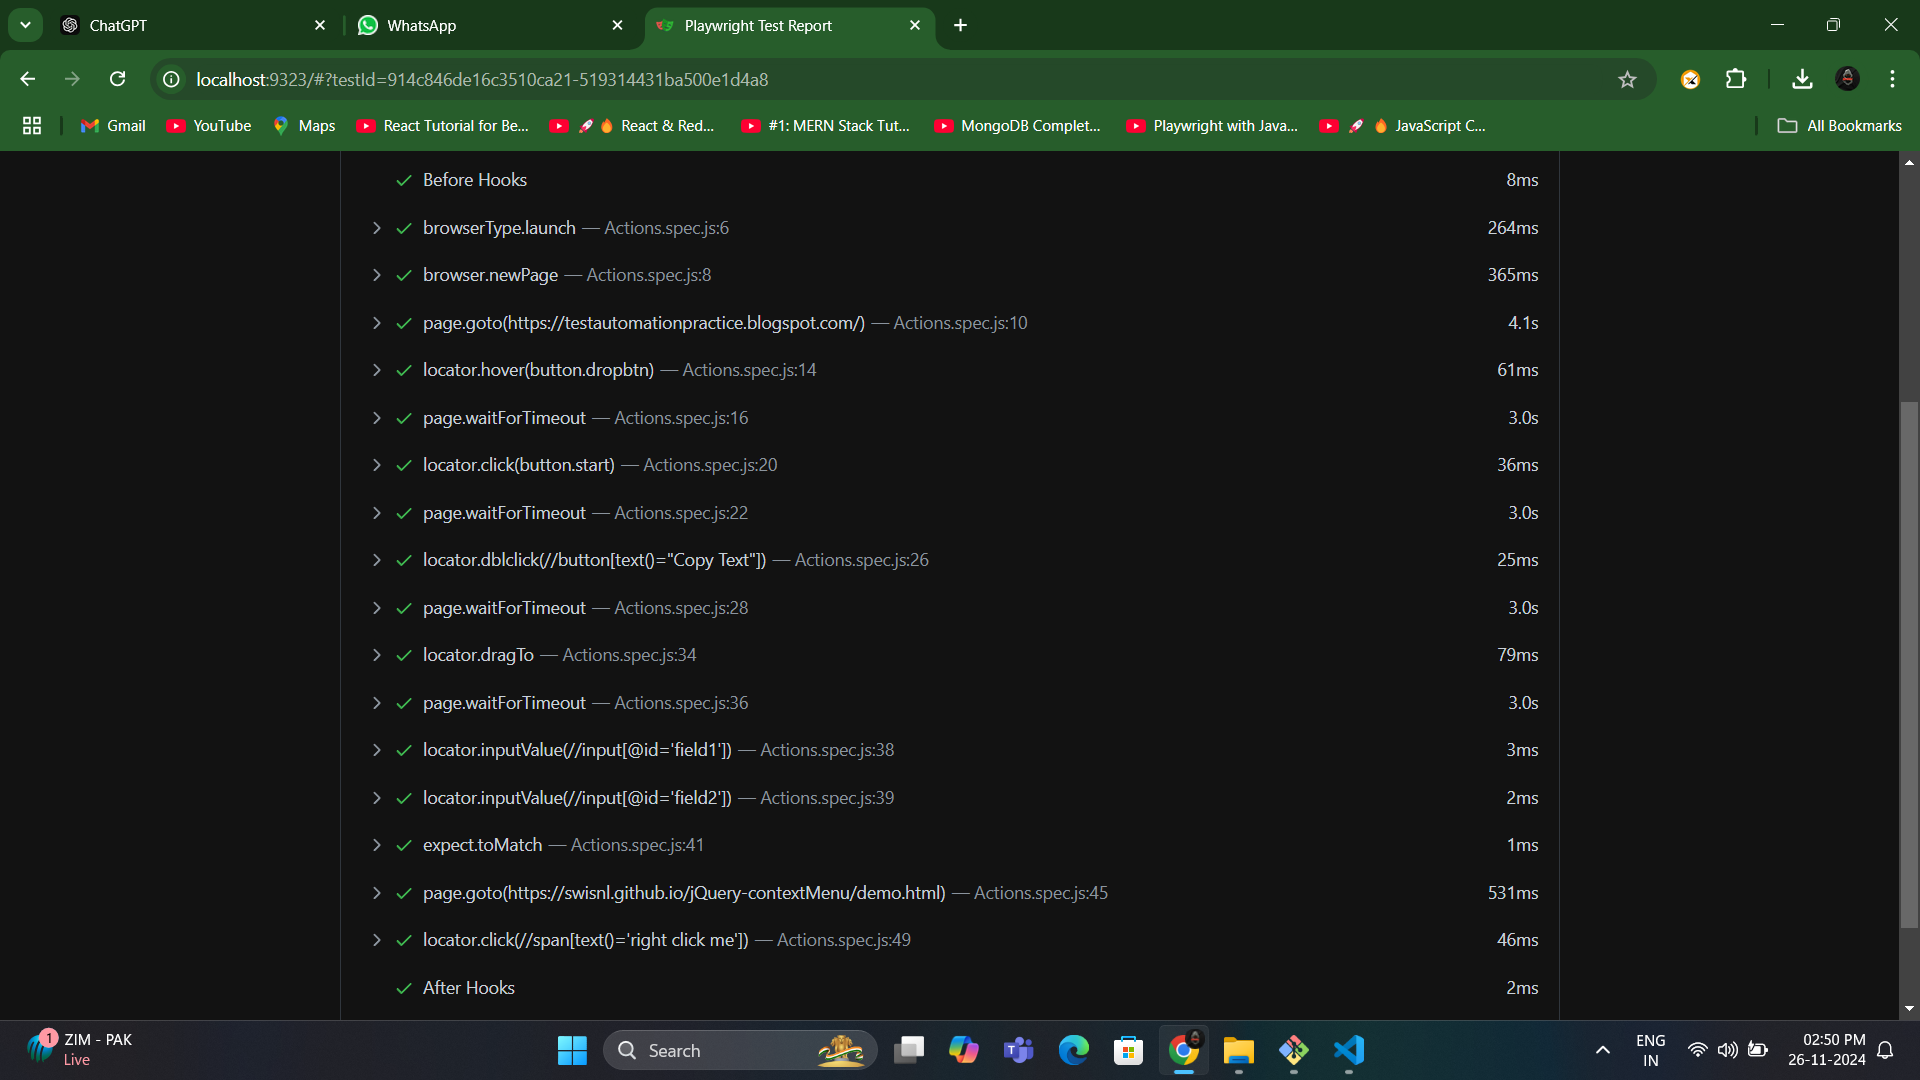 ChatGPT
WhatsApp
Playwright Test Report
localhost:9323/#?testId=914c846de16c3510ca21-519314431ba500e1d4a8
Gmail
YouTube
Maps
React Tutorial for Be...
🚀🔥 React & Red...
#1: MERN Stack Tut...
MongoDB Complet...
Playwright with Java...
🚀🔥 JavaScript C...
All Bookmarks
Before Hooks 8ms
browserType.launch — Actions.spec.js:6 264ms
browser.newPage — Actions.spec.js:8 365ms
page.goto(https://testautomationpractice.blogspot.com/) — Actions.spec.js:10 4.1s
locator.hover(button.dropbtn) — Actions.spec.js:14 61ms
page.waitForTimeout — Actions.spec.js:16 3.0s
locator.click(button.start) — Actions.spec.js:20 36ms
page.waitForTimeout — Actions.spec.js:22 3.0s
locator.dblclick(//button[text()="Copy Text"]) — Actions.spec.js:26 25ms
page.waitForTimeout — Actions.spec.js:28 3.0s
locator.dragTo — Actions.spec.js:34 79ms
page.waitForTimeout — Actions.spec.js:36 3.0s
locator.inputValue(//input[@id='field1']) — Actions.spec.js:38 3ms
locator.inputValue(//input[@id='field2']) — Actions.spec.js:39 2ms
expect.toMatch — Actions.spec.js:41 1ms
page.goto(https://swisnl.github.io/jQuery-contextMenu/demo.html) — Actions.spec.js:45 531ms
locator.click(//span[text()='right click me']) — Actions.spec.js:49 46ms
After Hooks 2ms
1
ZIM - PAK
Live
Search
ENG
IN
02:50 PM
26-11-2024